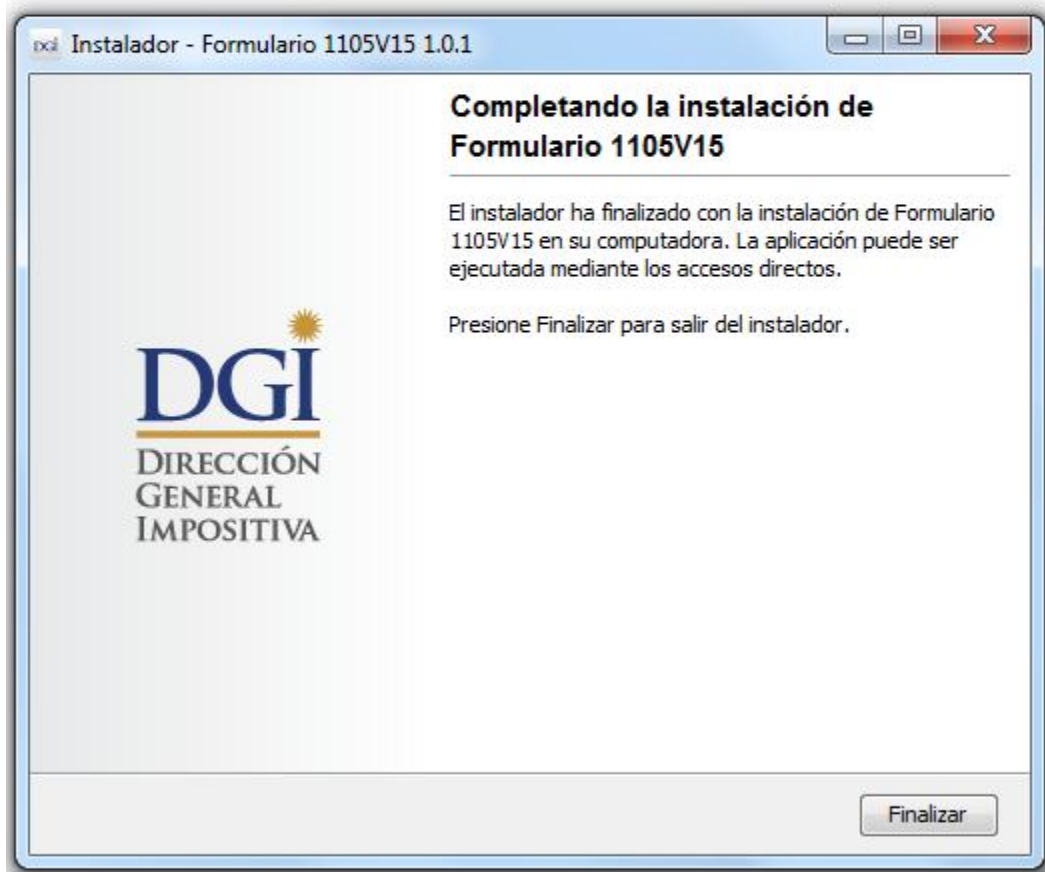 DGI Instalador - Formulario 1105V15 1.0.1
Completando la instalación de
Formulario 1105V15
El instalador ha finalizado con la instalación de Formulario
1105V15 en su computadora. La aplicación puede ser
ejecutada mediante los accesos directos.
Presione Finalizar para salir del instalador.
DGI
DIRECCIÓN
GENERAL
IMPOSITIVA
Finalizar